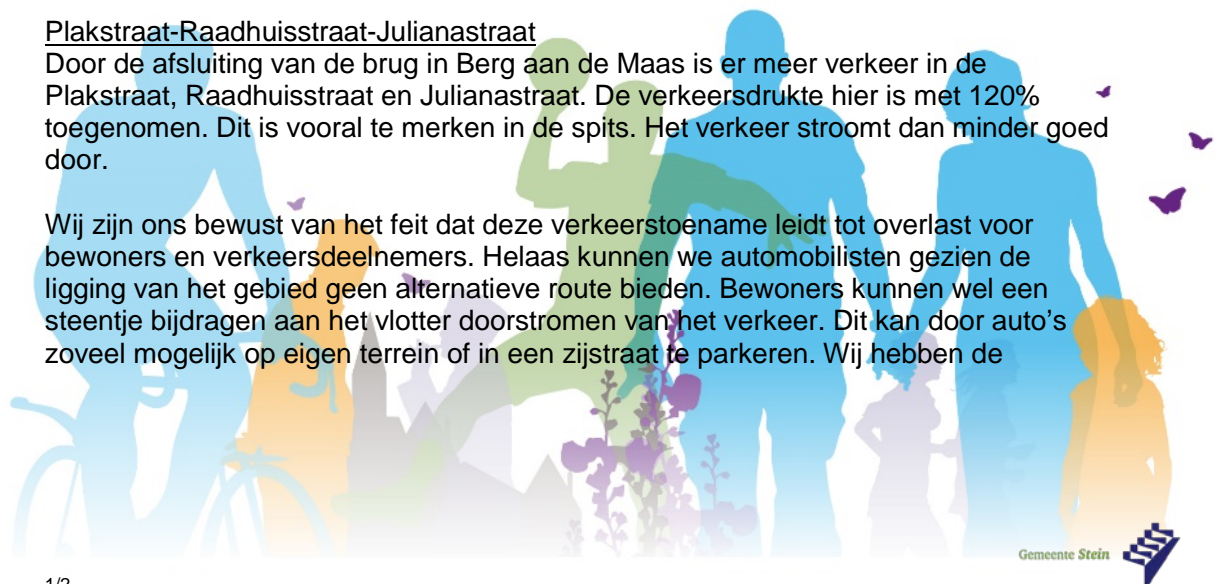 Plakstraat-Raadhuisstraat-Julianastraat
Door de afsluiting van de brug in Berg aan de Maas is er meer verkeer in de
Plakstraat, Raadhuisstraat en Julianastraat. De verkeersdrukte hier is met 120%
toegenomen. Dit is vooral te merken in de spits. Het verkeer stroomt dan minder goed
door.
Wij zijn ons bewust van het feit dat deze verkeerstoename leidt tot overlast voor
bewoners en verkeersdeelnemers. Helaas kunnen we automobilisten gezien de
ligging van het gebied geen alternatieve route bieden. Bewoners kunnen wel een
steentje bijdragen aan het vlotter doorstromen van het verkeer. Dit kan door auto's
zoveel mogelijk op eigen terrein of in een zijstraat te parkeren. Wij hebben de
Gemeente Stein
1/2